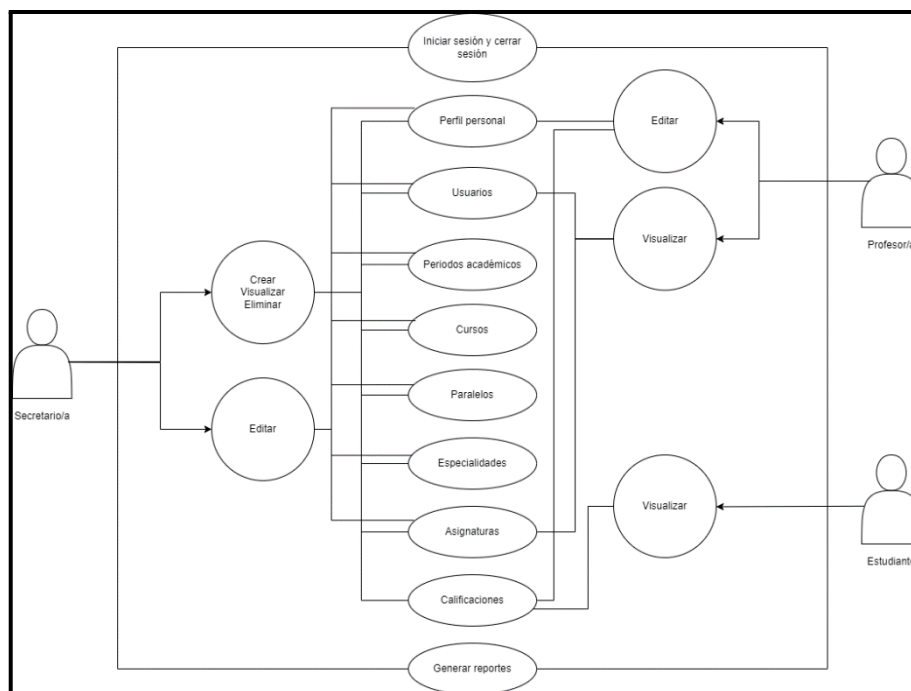 Iniciar sesión y cerrar
sesión
Perfil personal
Editar
Usuarios
Visualizar
Profesor/a
Periodos académicos
Crear
Visualizar
Eliminar
Cursos
Secretario/a
Paralelos
Editar
Especialidades
Visualizar
Asignaturas
Estudiante
Calificaciones
Generar reportes